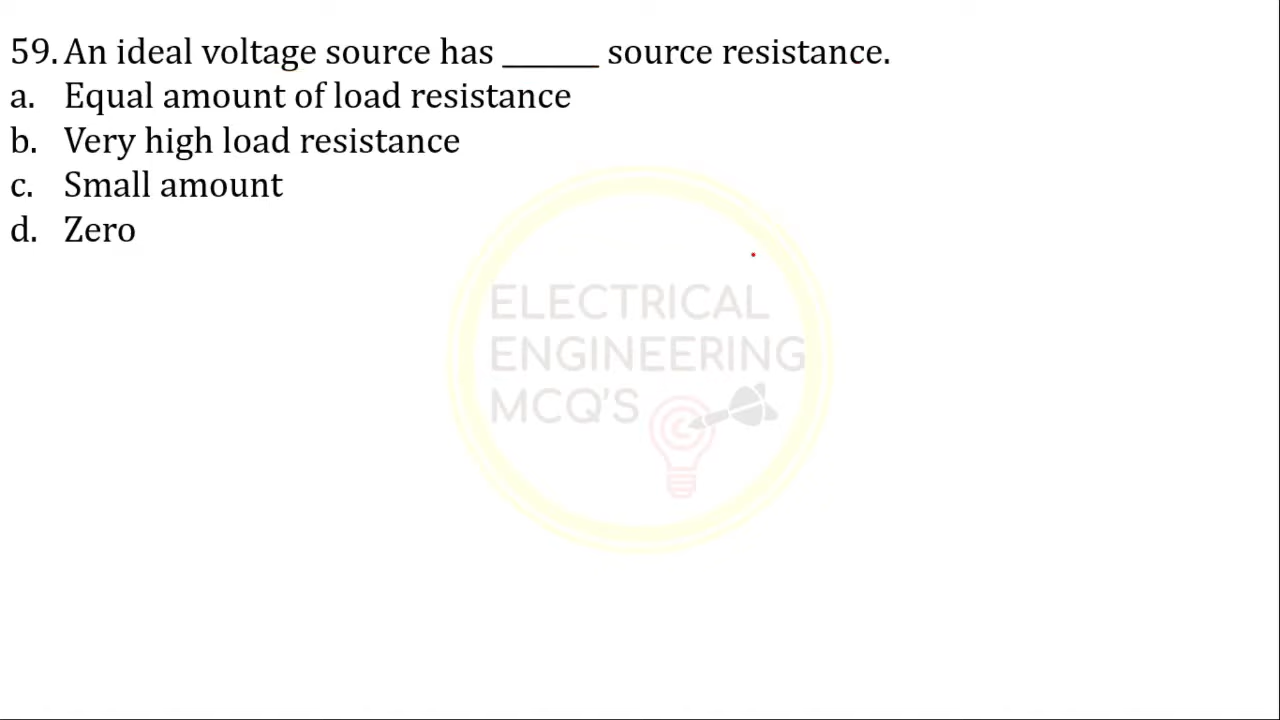 59. An ideal voltage source has ______ source resistance.
a. Equal amount of load resistance
b. Very high load resistance
c. Small amount
d. Zero
ELECTRICAL
ENGINEERING
MCQ'S